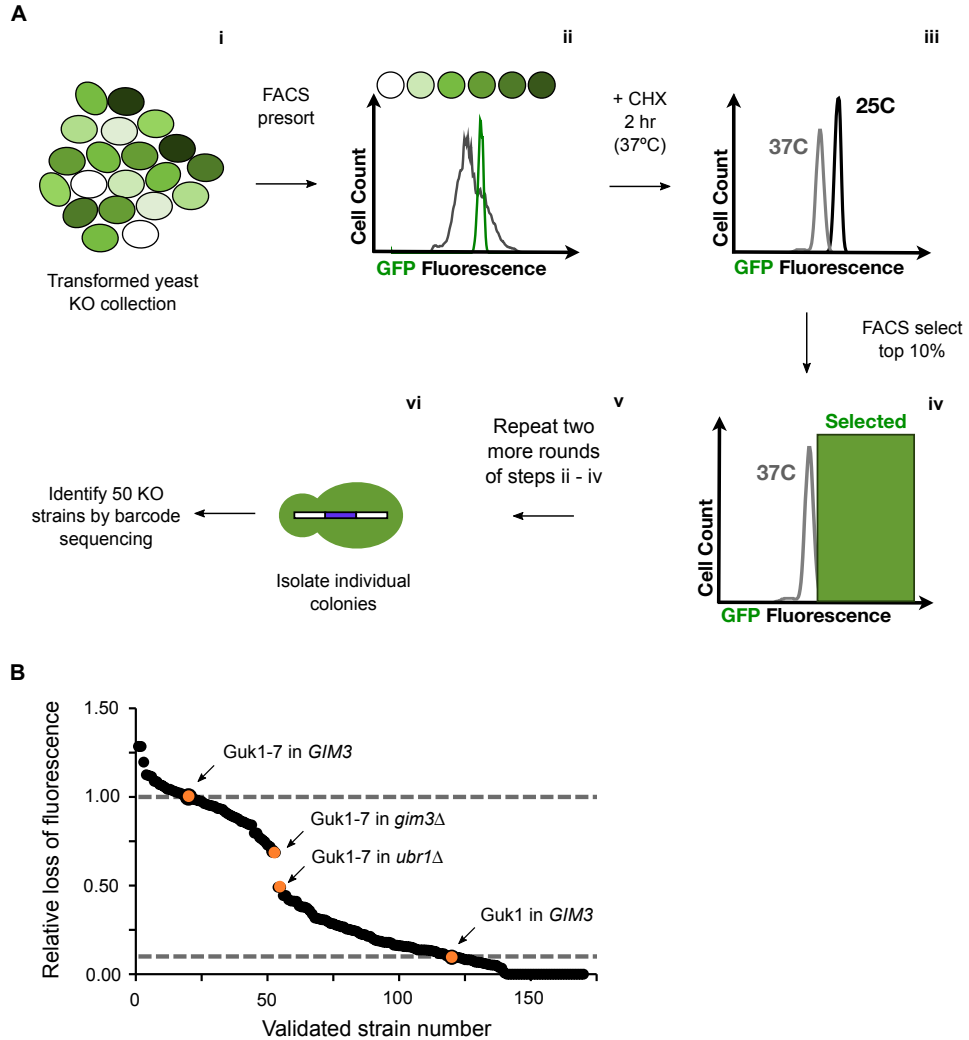 A
i
FACS
presort
ii
+ CHX
2 hr
(37ºC)
iii
Transformed yeast
KO collection
Cell Count
GFP Fluorescence
37C
25C
Cell Count
GFP Fluorescence
FACS select
top 10%
iv
Selected
37C
Cell Count
GFP Fluorescence
v
Repeat two
more rounds
of steps ii - iv
vi
Isolate individual
colonies
Identify 50 KO
strains by barcode
sequencing
B
Relative loss of fluorescence
1.50
1.00
0.50
0.00
Guk1-7 in GIM3
Guk1-7 in gim3Δ
Guk1-7 in ubr1Δ
Guk1 in GIM3
0
50
100
150
Validated strain number